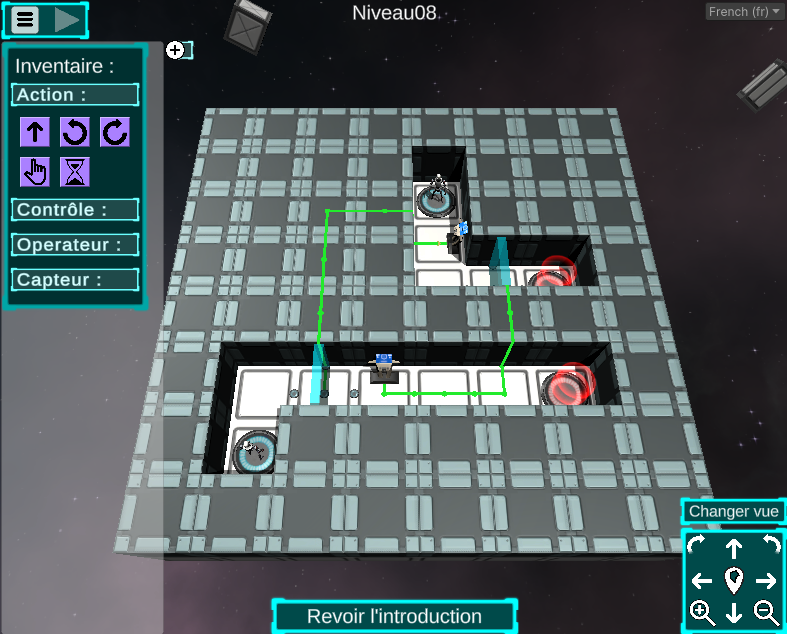 Niveau08
French (fr)
Inventaire :
Action :
Contrôle :
Operateur :
Capteur :
Changer vue
Revoir l'introduction